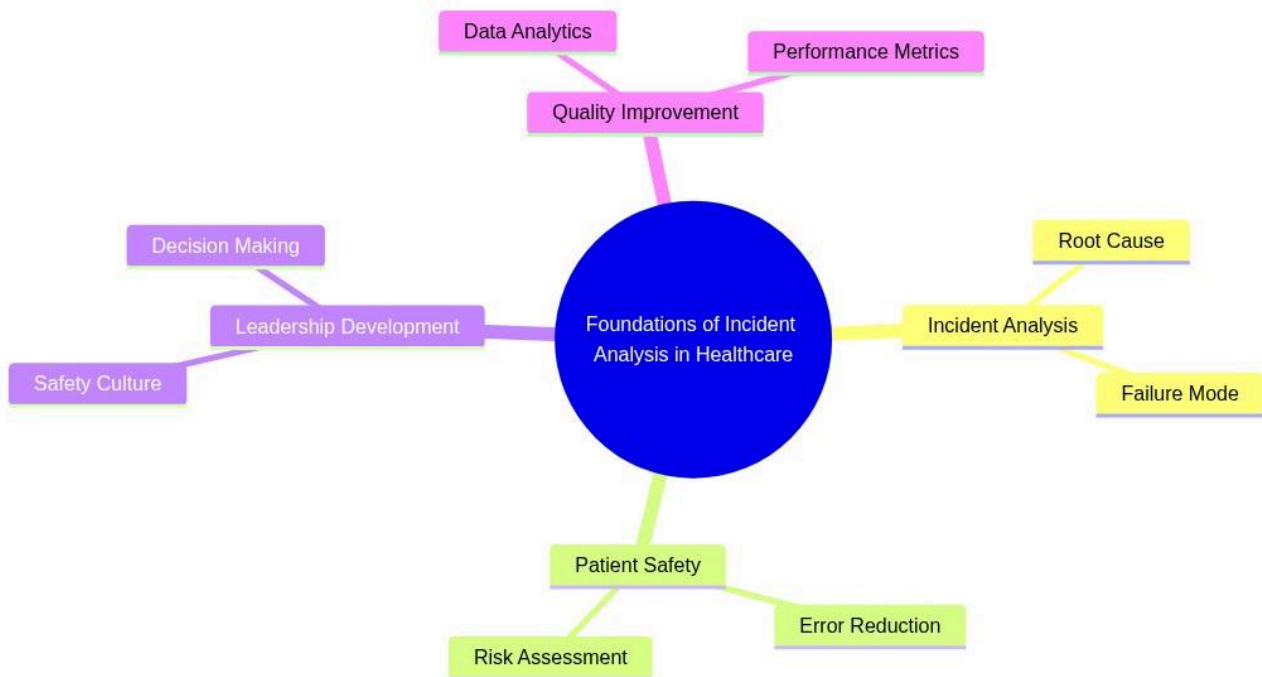 Data Analytics
Performance Metrics
Quality Improvement
Decision Making
Root Cause
Leadership Development
Foundations of Incident
Analysis in Healthcare
Incident Analysis
Safety Culture
Failure Mode
Patient Safety
Error Reduction
Risk Assessment